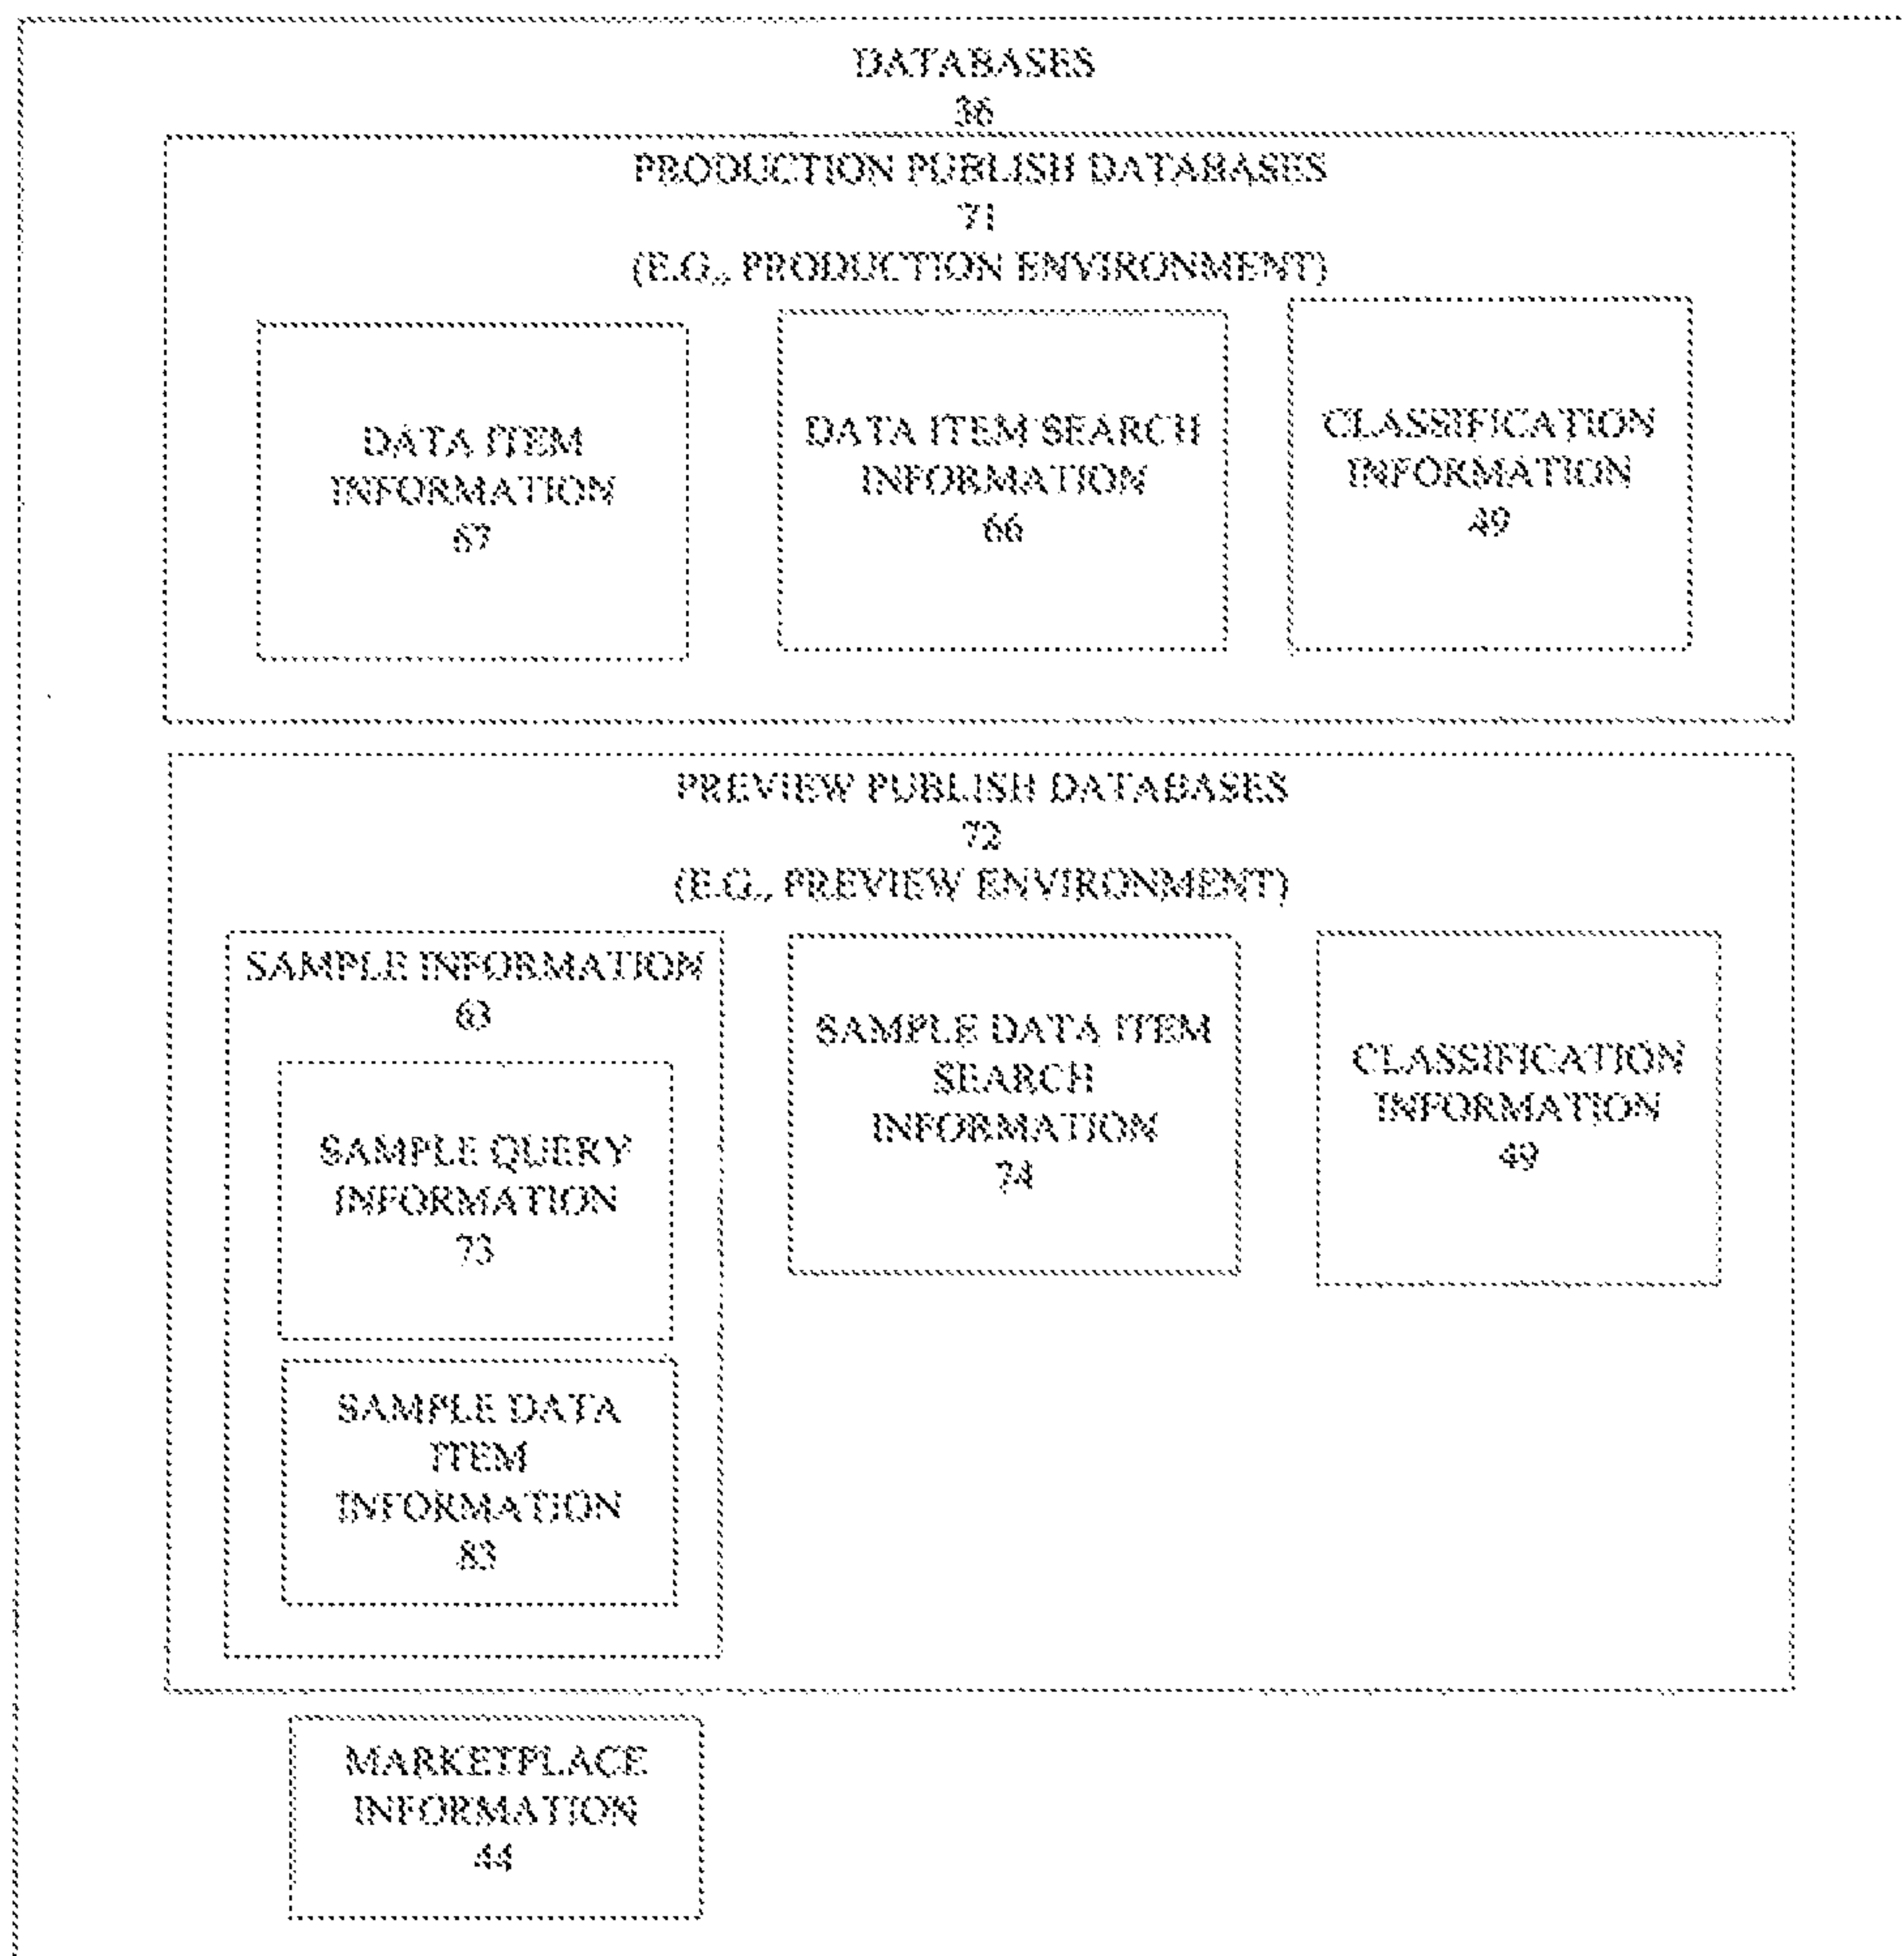 DATABASES
36
PRODUCTION PUBLISH DATABASES
71
(E.G., PRODUCTION ENVIRONMENT)
DATA ITEM
INFORMATION
67
DATA ITEM SEARCH
INFORMATION
66
CLASSIFICATION
INFORMATION
49
PREVIEW PUBLISH DATABASES
72
(E.G., PREVIEW ENVIRONMENT)
SAMPLE INFORMATION
63
SAMPLE QUERY
INFORMATION
73
SAMPLE DATA
ITEM
INFORMATION
83
SAMPLE DATA ITEM
SEARCH
INFORMATION
74
CLASSIFICATION
INFORMATION
49
MARKETPLACE
INFORMATION
44